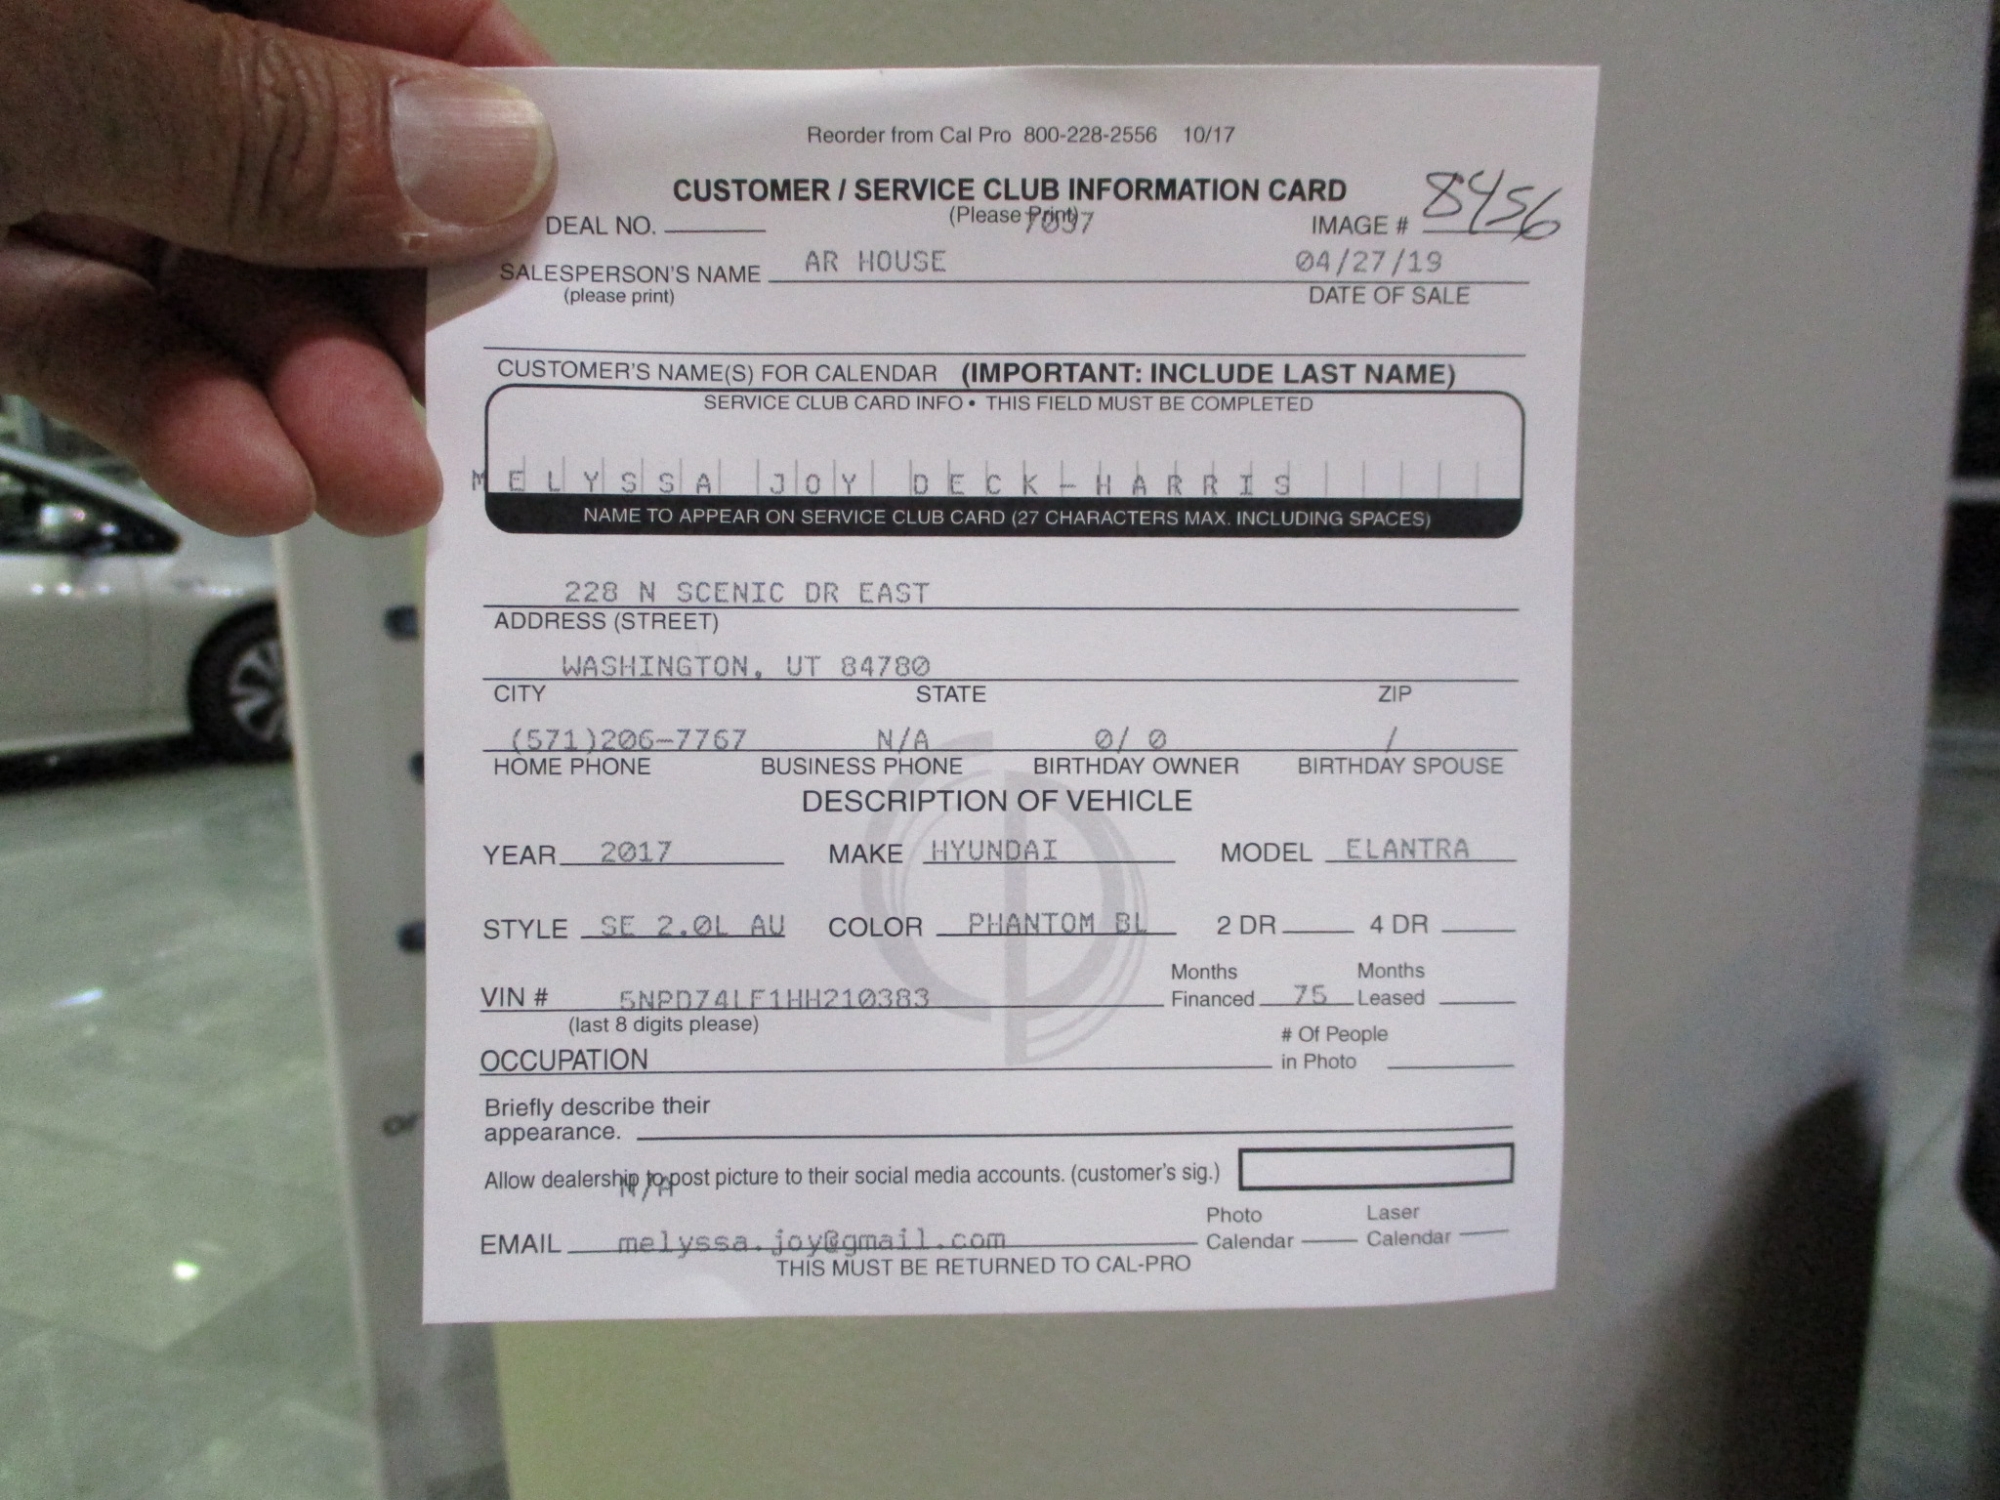 Reorder from Cal Pro 800-228-2556 10/17
CUSTOMER / SERVICE CLUB INFORMATION CARD
(Please Print) 7097
DEAL NO. IMAGE # 8456
SALESPERSON'S NAME AR HOUSE 04/27/19
(please print) DATE OF SALE
CUSTOMER'S NAME(S) FOR CALENDAR (IMPORTANT: INCLUDE LAST NAME)
SERVICE CLUB CARD INFO • THIS FIELD MUST BE COMPLETED
MELYSSA JOY DECK-HARRIS
NAME TO APPEAR ON SERVICE CLUB CARD (27 CHARACTERS MAX. INCLUDING SPACES)
228 N SCENIC DR EAST
ADDRESS (STREET)
WASHINGTON, UT 84780
CITY STATE ZIP
(571)206-7767 N/A 0/ 0 /
HOME PHONE BUSINESS PHONE BIRTHDAY OWNER BIRTHDAY SPOUSE
DESCRIPTION OF VEHICLE
YEAR 2017 MAKE HYUNDAI MODEL ELANTRA
STYLE SE 2.0L AU COLOR PHANTOM BL 2 DR 4 DR
Months Months
VIN # 5NPD74LF1HH210383 Financed 75 Leased
(last 8 digits please)
# Of People
OCCUPATION in Photo
Briefly describe their
appearance.
Allow dealership to post picture to their social media accounts. (customer's sig.)
N/A
Photo Laser
EMAIL melyssa.joy@gmail.com Calendar Calendar
THIS MUST BE RETURNED TO CAL-PRO
or